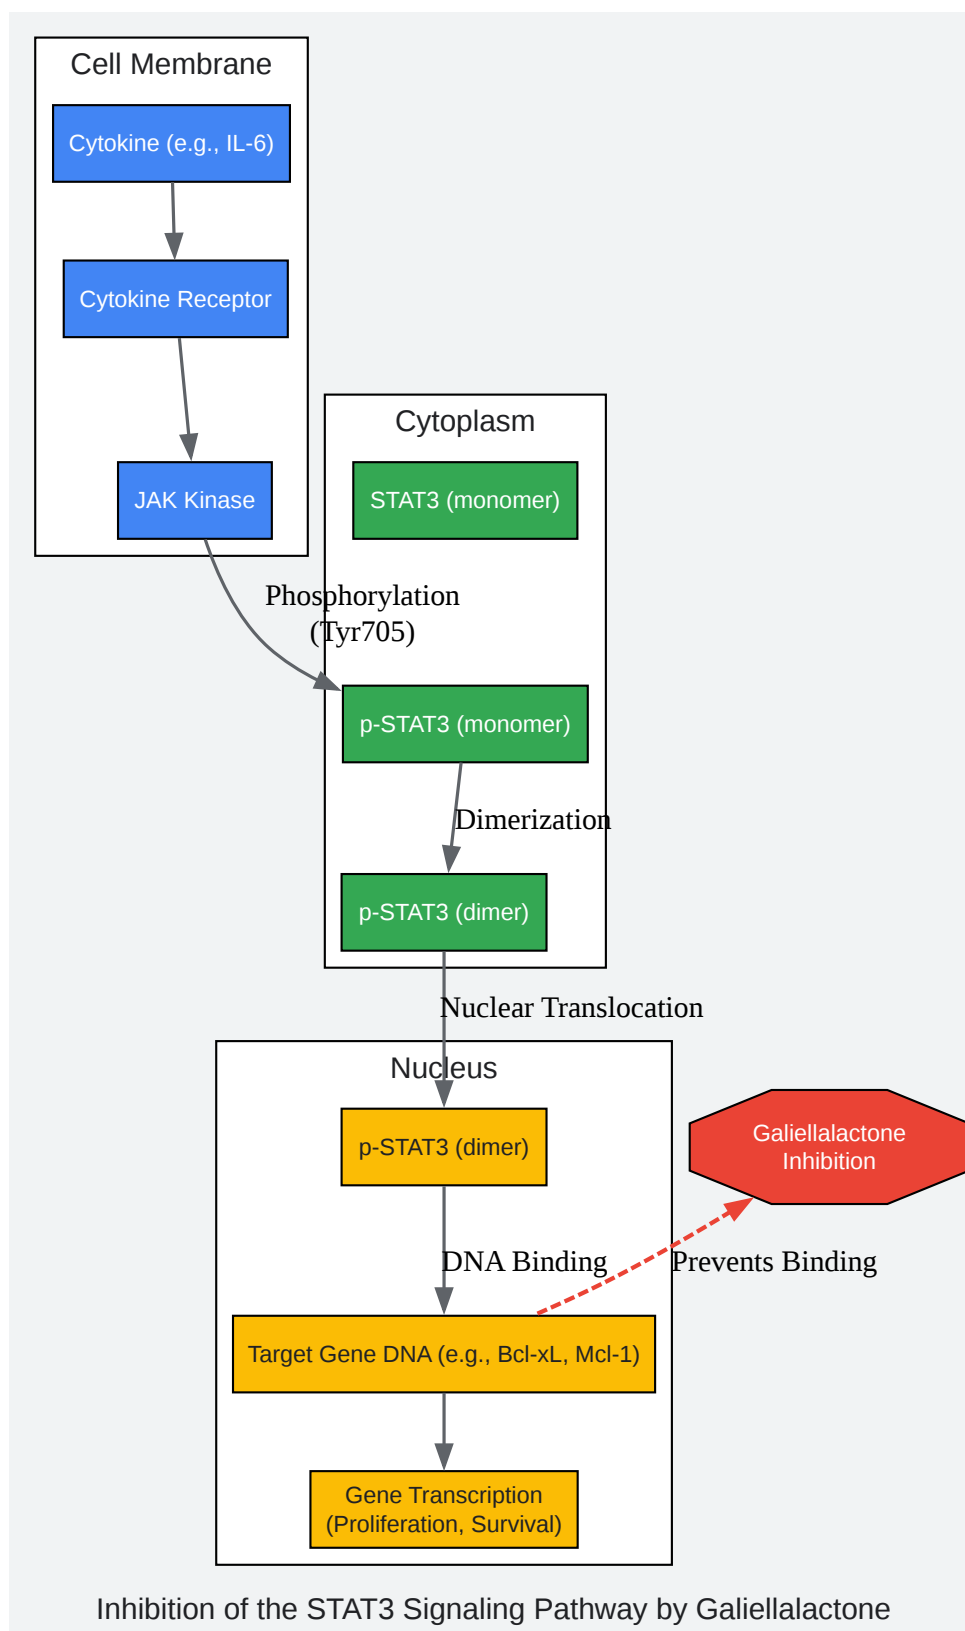 Cell Membrane
Cytokine (e.g., IL-6)
Cytokine Receptor
JAK Kinase
Cytoplasm
STAT3 (monomer)
Phosphorylation
(Tyr705)
p-STAT3 (monomer)
Dimerization
p-STAT3 (dimer)
Nuclear Translocation
Nucleus
p-STAT3 (dimer)
Galiellalactone
Inhibition
DNA Binding
Prevents Binding
Target Gene DNA (e.g., Bcl-xL, Mcl-1)
Gene Transcription
(Proliferation, Survival)
Inhibition of the STAT3 Signaling Pathway by Galiellalactone